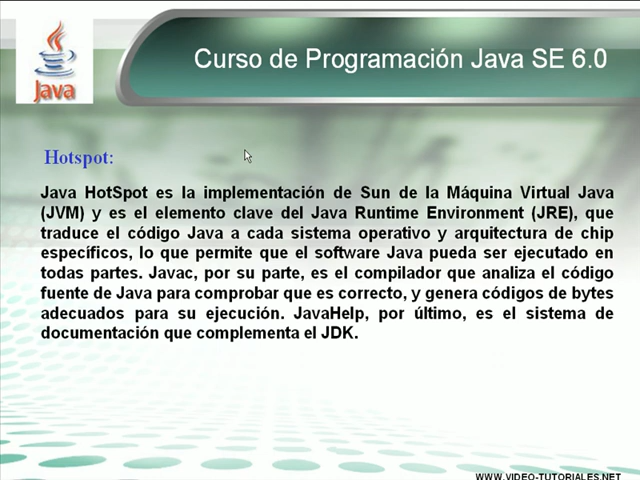 Java
Curso de Programación Java SE 6.0
Hotspot:
Java HotSpot es la implementación de Sun de la Máquina Virtual Java
(JVM) y es el elemento clave del Java Runtime Environment (JRE), que
traduce el código Java a cada sistema operativo y arquitectura de chip
específicos, lo que permite que el software Java pueda ser ejecutado en
todas partes. Javac, por su parte, es el compilador que analiza el código
fuente de Java para comprobar que es correcto, y genera códigos de bytes
adecuados para su ejecución. JavaHelp, por último, es el sistema de
documentación que complementa el JDK.
WWW.VIDEO-TUTORIALES.NET